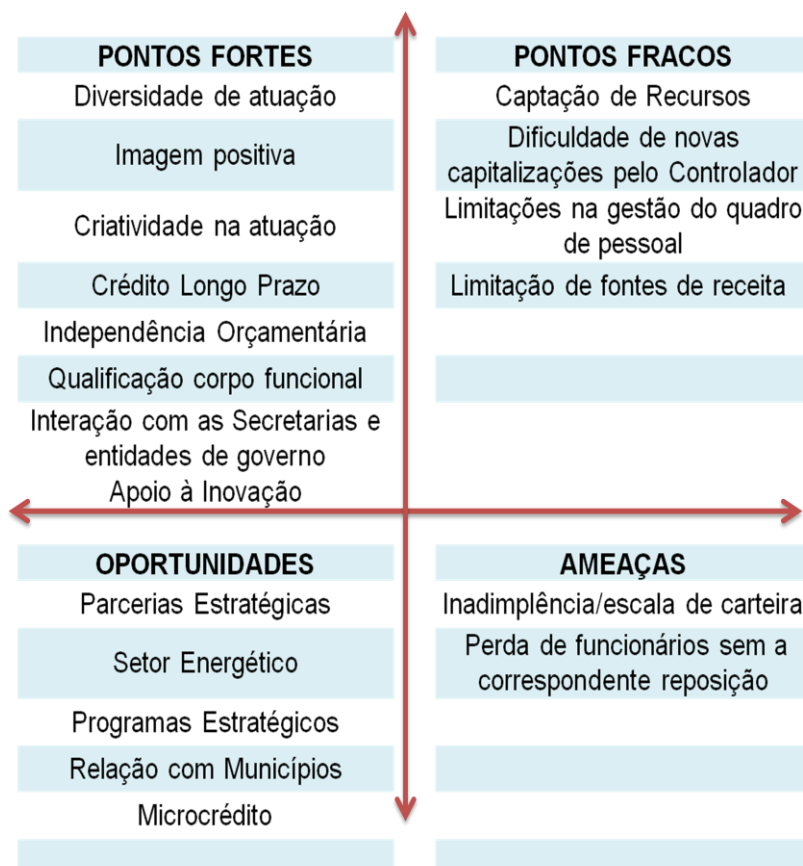 PONTOS FORTES
Diversidade de atuação
Imagem positiva
Criatividade na atuação
Crédito Longo Prazo
Independência Orçamentária
Qualificação corpo funcional
Interação com as Secretarias e
entidades de governo
Apoio à Inovação
PONTOS FRACOS
Captação de Recursos
Dificuldade de novas
capitalizações pelo Controlador
Limitações na gestão do quadro
de pessoal
Limitação de fontes de receita
OPORTUNIDADES
Parcerias Estratégicas
Setor Energético
Programas Estratégicos
Relação com Municípios
Microcrédito
AMEAÇAS
Inadimplência/escala de carteira
Perda de funcionários sem a
correspondente reposição